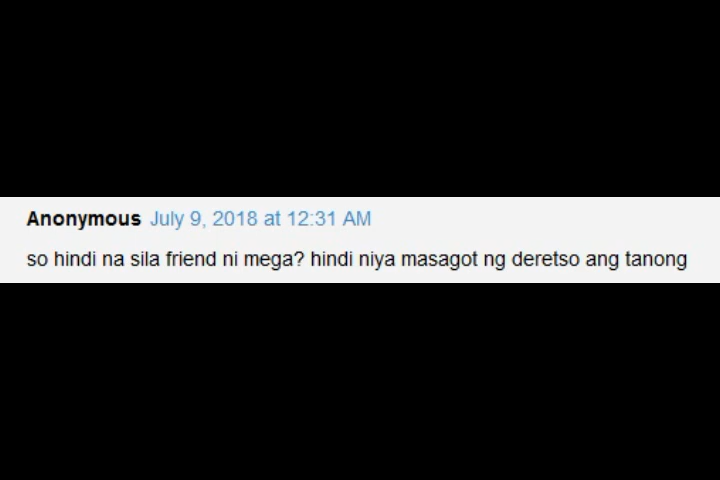 Anonymous July 9, 2018 at 12:31 AM
so hindi na sila friend ni mega? hindi niya masagot ng deretso ang tanong